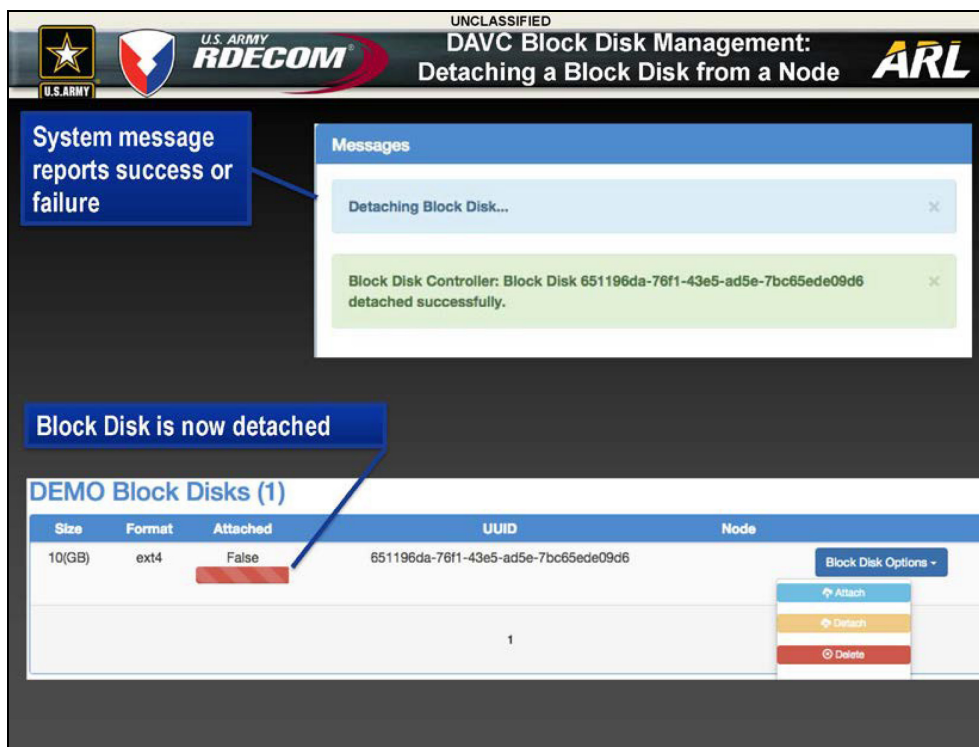 UNCLASSIFIED
U.S.ARMY
U.S. ARMY
RDECOM®
DAVC Block Disk Management:
Detaching a Block Disk from a Node
ARL
System message
reports success or
failure
Messages
Detaching Block Disk...
×
Block Disk Controller: Block Disk 651196da-76f1-43e5-ad5e-7bc65ede09d6
detached successfully.
×
Block Disk is now detached
DEMO Block Disks (1)
Size Format Attached UUID Node
10(GB) ext4 False 651196da-76f1-43e5-ad5e-7bc65ede09d6 Block Disk Options
Attach
Detach
1
Delete